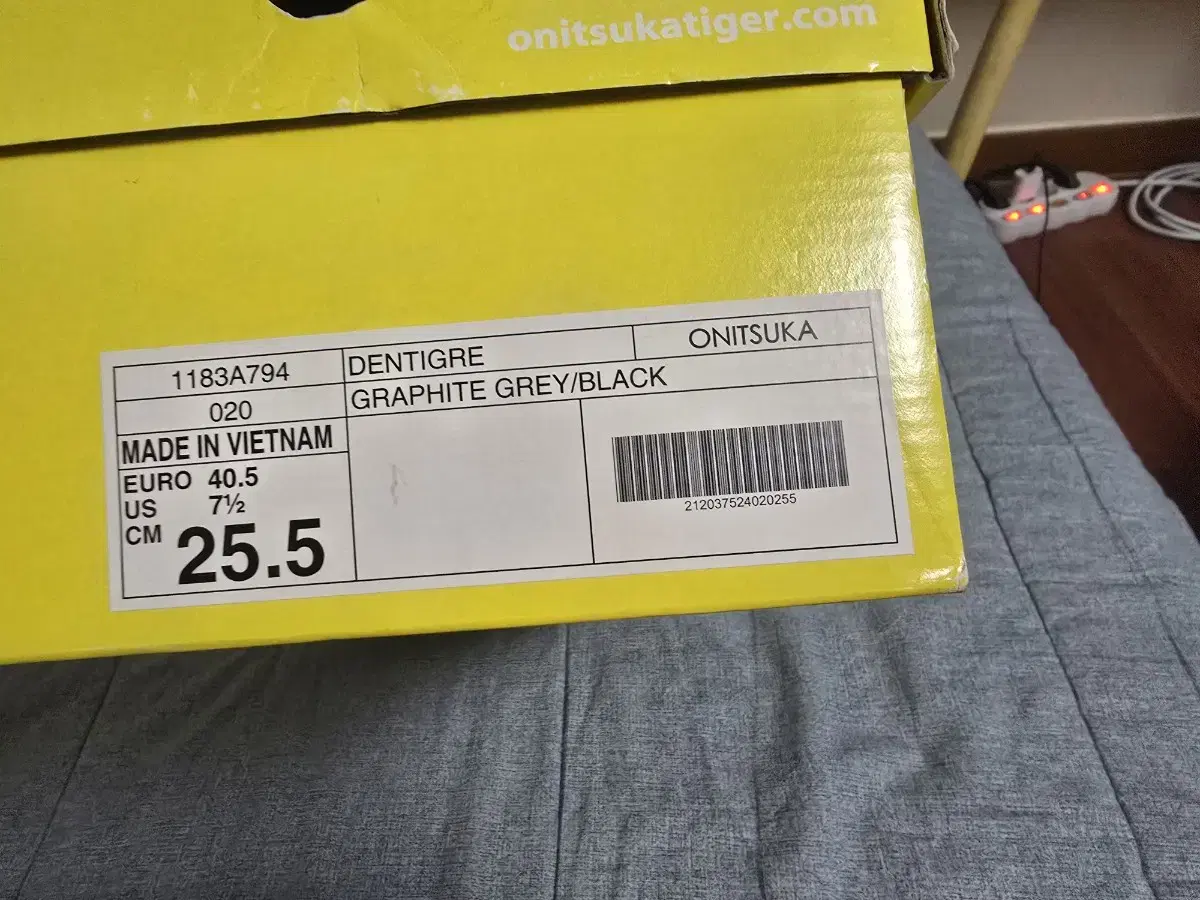 onitsukatiger.com
1183A794
DENTIGRE
ONITSUKA
020
GRAPHITE GREY/BLACK
MADE IN VIETNAM
EURO 40.5
US 7½
CM 25.5
212037524020255